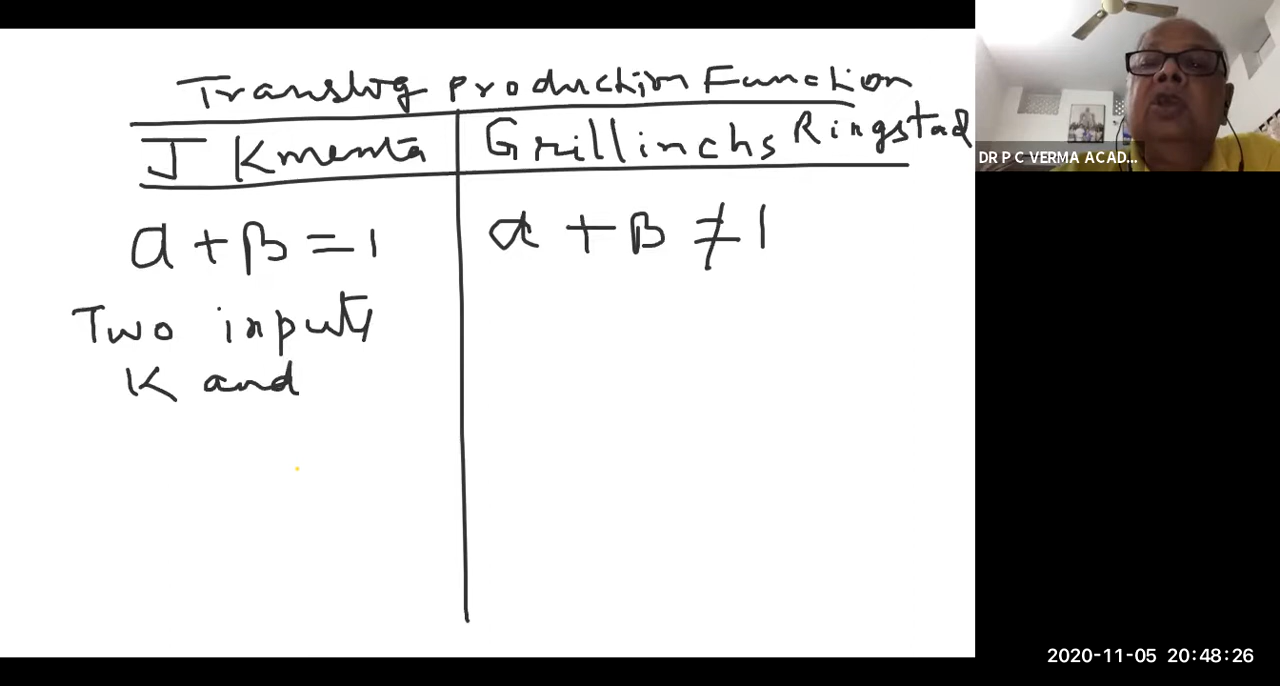 Translog production Function
J Kmenta
Grillinchs Ringstad
α + β = 1
α + β ≠ 1
Two inputs
K and
DR P C VERMA ACAD...
2020-11-05 20:48:26